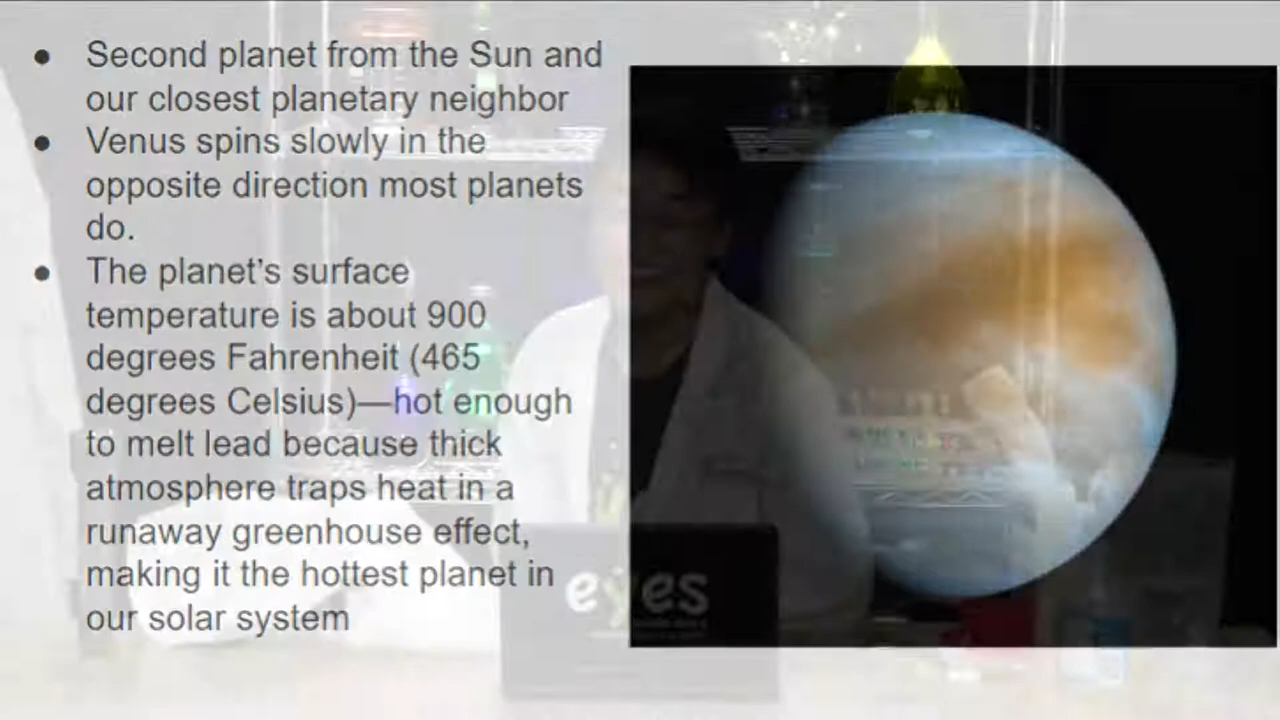 Second planet from the Sun and
our closest planetary neighbor
Venus spins slowly in the
opposite direction most planets
do.
The planet’s surface
temperature is about 900
degrees Fahrenheit (465
degrees Celsius)—hot enough
to melt lead because thick
atmosphere traps heat in a
runaway greenhouse effect,
making it the hottest planet in
our solar system
eyes